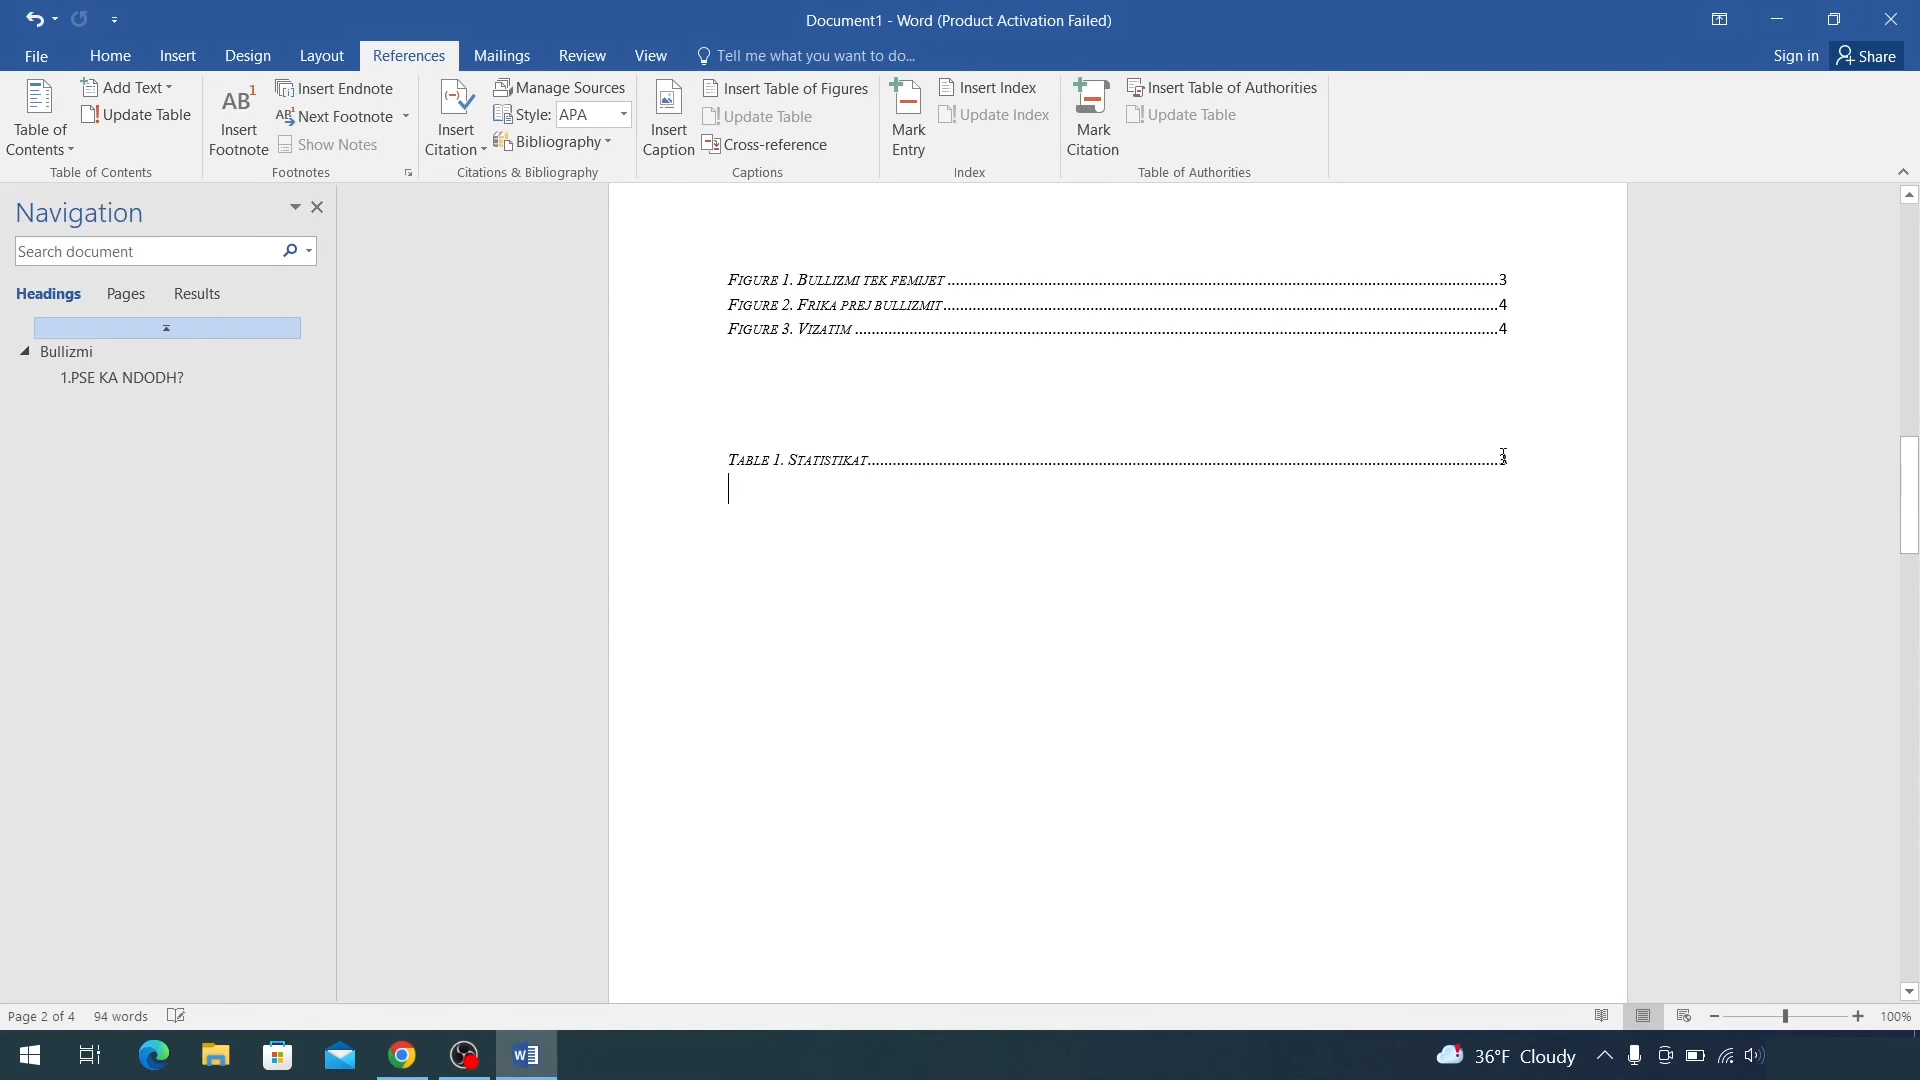 Document1 - Word (Product Activation Failed)
File Home Insert Design Layout References Mailings Review View Tell me what you want to do... Sign in Share
Table of Contents
Add Text
Update Table
Table of Contents
AB1 Insert Footnote
Insert Endnote
AB1 Next Footnote
Show Notes
Footnotes
Insert Citation
Manage Sources
Style: APA
Bibliography
Citations & Bibliography
Insert Caption
Insert Table of Figures
Update Table
Cross-reference
Captions
Mark Entry
Insert Index
Update Index
Index
Mark Citation
Insert Table of Authorities
Update Table
Table of Authorities
Navigation
Search document
Headings Pages Results
Bullizmi
1.PSE KA NDODH?
FIGURE 1. BULLIZMI TEK FEMIJET ........ 3
FIGURE 2. FRIKA PREJ BULLIZMIT ........ 4
FIGURE 3. VIZATIM ........ 4
TABLE 1. STATISTIKAT ........ 3
Page 2 of 4 94 words 100%
36°F Cloudy